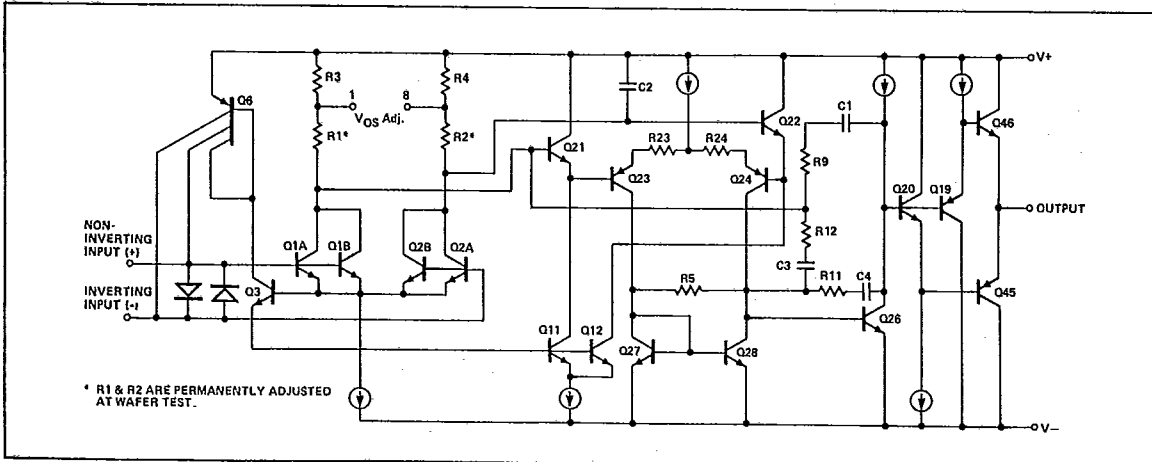 V+
R3
R4
1
8
VOS Adj.
C2
Q6
R1*
R2*
Q22
C1
Q46
Q21
R23
R24
R9
Q23
Q24
Q20
Q19
OUTPUT
NON-
INVERTING
INPUT (+)
R12
Q1A
Q1B
Q2B
Q2A
C3
R11
C4
INVERTING
INPUT (-)
Q3
R5
Q45
Q26
Q11
Q12
Q27
Q28
* R1 & R2 ARE PERMANENTLY ADJUSTED
AT WAFER TEST.
V-